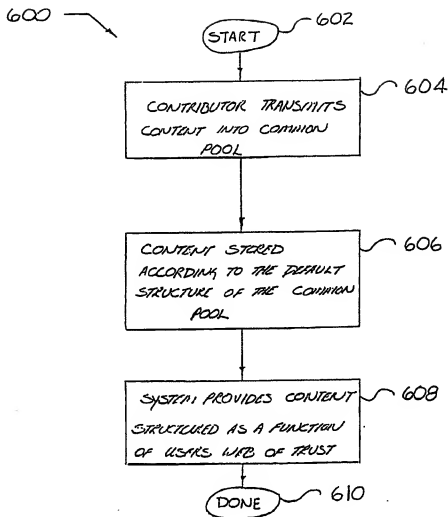 600
START
602
CONTRIBUTOR TRANSMITS
CONTENT INTO COMMON
POOL
604
CONTENT STORED
ACCORDING TO THE DEFAULT
STRUCTURE OF THE COMMON
POOL
606
SYSTEM PROVIDES CONTENT
STRUCTURED AS A FUNCTION
OF USERS WEB OF TRUST
608
DONE
610